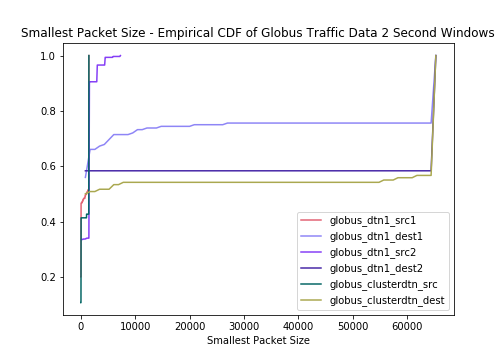 Smallest Packet Size - Empirical CDF of Globus Traffic Data 2 Second Windows
1.0
0.8
0.6
0.4
0.2
globus_dtn1_src1
globus_dtn1_dest1
globus_dtn1_src2
globus_dtn1_dest2
globus_clusterdtn_src
globus_clusterdtn_dest
0 10000 20000 30000 40000 50000 60000
Smallest Packet Size